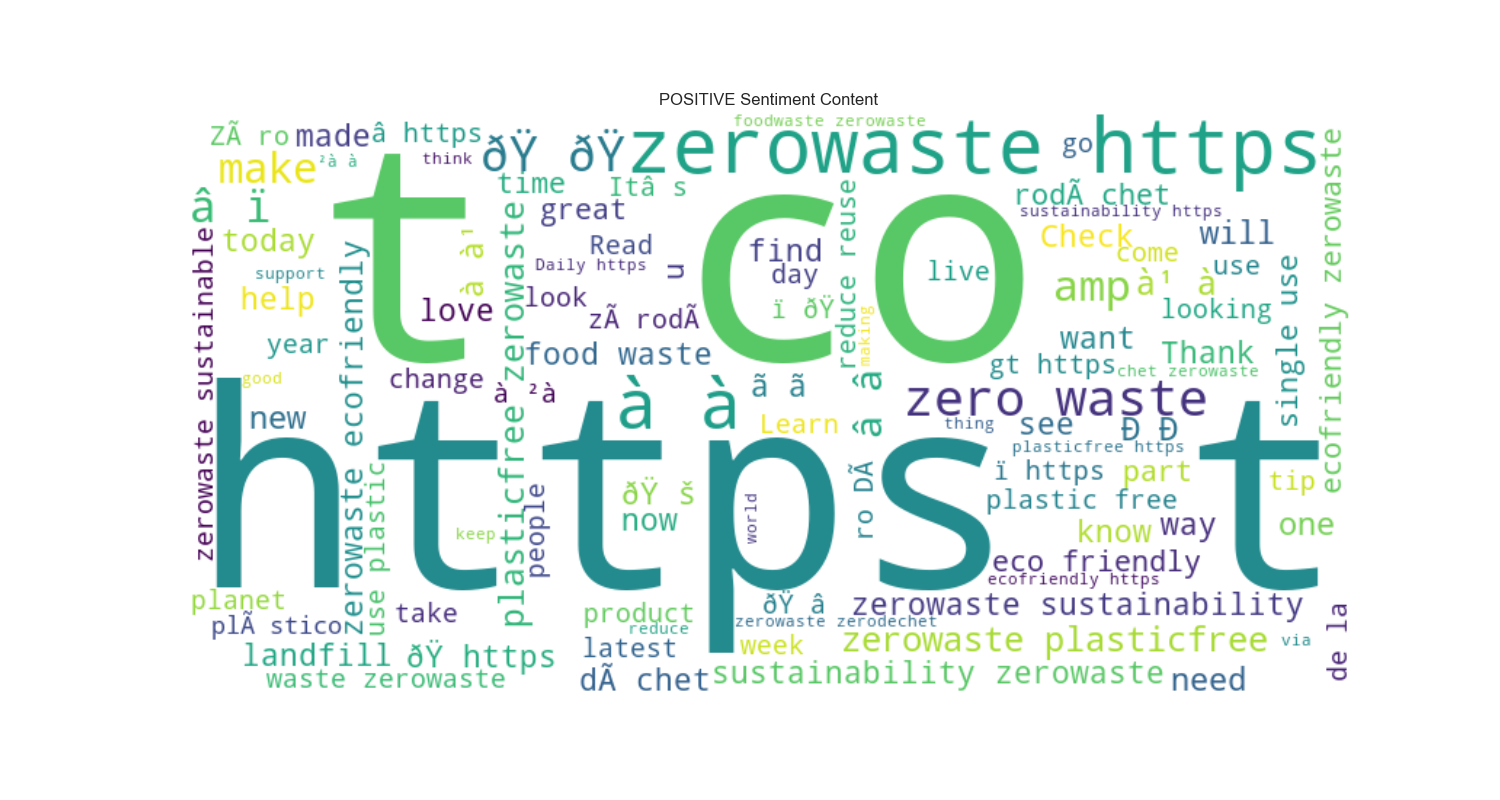 POSITIVE Sentiment Content
foodwaste zerowaste
ZÃ ro
made
â https
think
²à à
ðŸ ðŸ
zerowaste
https
go
make
time
Itâ s
rodÃ chet
â ï
great
sustainability https
t co
today
Read
find
Check
come
will
à à¹
Daily https
u
day
live
use
support
amp
à¹ à
help
love
look
zÃ rodÃ
ï ðŸ
reduce reuse
making
looking
year
food waste
want
Thank
gt https
chet zerowaste
good
change
à ²à
à à
ã ã
â â
zero waste
single use
ecofriendly zerowaste
new
Learn
thing
see
Ð Ð
plasticfree https
https t
zerowaste sustainable
zerowaste ecofriendly
use plastic
plasticfree zerowaste
people
ðŸ š
now
world
ro DÃ
ï https
part
tip
plastic free
keep
know
way
one
eco friendly
ecofriendly https
planet
take
product
ðŸ â
zerowaste sustainability
plÃ stico
reduce
zerowaste zerodechet
landfill
ðŸ https
latest
week
zerowaste plasticfree
via
de la
waste zerowaste
dÃ chet
sustainability zerowaste
need